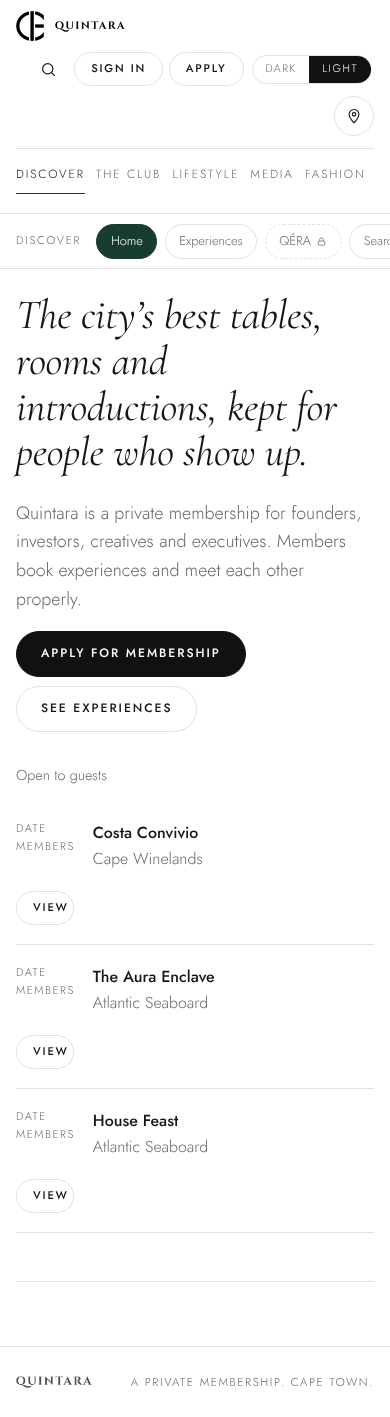 QUINTARA
SIGN IN APPLY DARK LIGHT
DISCOVER THE CLUB LIFESTYLE MEDIA FASHION
DISCOVER Home Experiences QÉRA Searc
The city’s best tables,
rooms and
introductions, kept for
people who show up.
Quintara is a private membership for founders,
investors, creatives and executives. Members
book experiences and meet each other
properly.
APPLY FOR MEMBERSHIP
SEE EXPERIENCES
Open to guests
DATE
MEMBERS
Costa Convivio
Cape Winelands
VIEW
DATE
MEMBERS
The Aura Enclave
Atlantic Seaboard
VIEW
DATE
MEMBERS
House Feast
Atlantic Seaboard
VIEW
QUINTARA A PRIVATE MEMBERSHIP. CAPE TOWN.